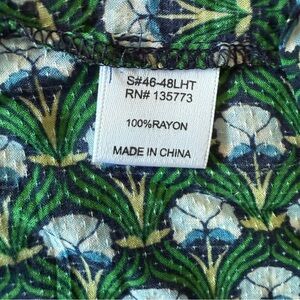 S#46-48LHT
RN# 135773
100%RAYON
MADE IN CHINA